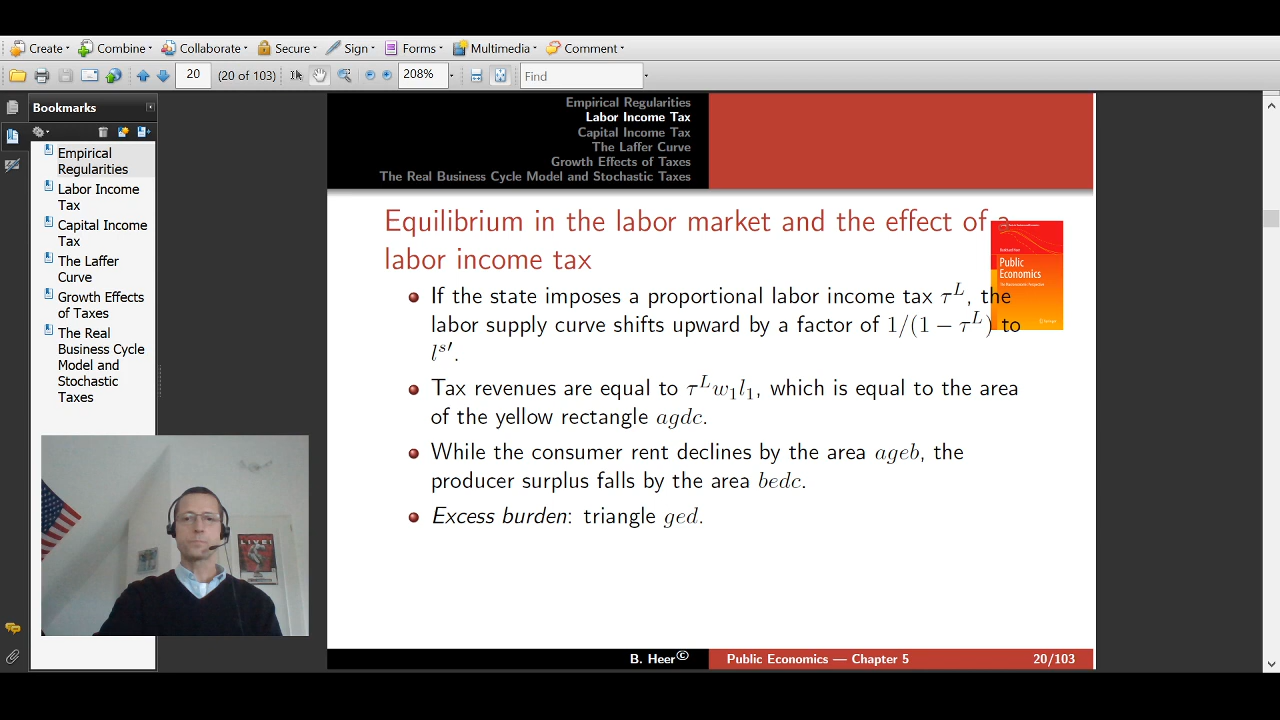 Create Combine Collaborate Secure Sign Forms Multimedia Comment
20 (20 of 103) 208% Find
Bookmarks
Empirical
Regularities
Labor Income
Tax
Capital Income
Tax
The Laffer
Curve
Growth Effects
of Taxes
The Real
Business Cycle
Model and
Stochastic
Taxes
Empirical Regularities
Labor Income Tax
Capital Income Tax
The Laffer Curve
Growth Effects of Taxes
The Real Business Cycle Model and Stochastic Taxes
Equilibrium in the labor market and the effect of a
labor income tax
If the state imposes a proportional labor income tax τ^L, the
labor supply curve shifts upward by a factor of 1/(1 − τ^L) to
l^s′.
Tax revenues are equal to τ^L w₁l₁, which is equal to the area
of the yellow rectangle agdc.
While the consumer rent declines by the area ageb, the
producer surplus falls by the area bedc.
Excess burden: triangle ged.
Public
Economics
LIVE!
B. Heer© Public Economics — Chapter 5 20/103